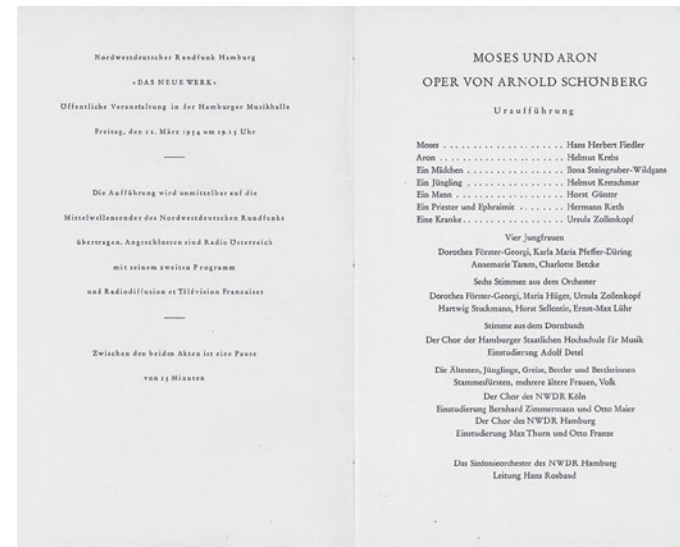 Nordwestdeutscher Rundfunk Hamburg
»DAS NEUE WERK«
Öffentliche Veranstaltung in der Hamburger Musikhalle
Freitag, den 12. März 1954 um 19.15 Uhr
Die Aufführung wird unmittelbar auf die
Mittelwellensender des Nordwestdeutschen Rundfunks
übertragen. Angeschlossen sind Radio Österreich
mit seinem zweiten Programm
und Radiodiffusion et Télévision Francaises
Zwischen den beiden Akten ist eine Pause
von 15 Minuten
MOSES UND ARON
OPER VON ARNOLD SCHÖNBERG
Uraufführung
Moses . . . . . . . . . . . . . . . . . . . . . Hans Herbert Fiedler
Aron . . . . . . . . . . . . . . . . . . . . . Helmut Krebs
Ein Mädchen . . . . . . . . . . . . . . . . . Ilona Steingruber-Wildgans
Ein Jüngling . . . . . . . . . . . . . . . . . Helmut Kretschmar
Ein Mann . . . . . . . . . . . . . . . . . . . Horst Günter
Ein Priester und Ephraimit . . . . . . . Hermann Rieth
Eine Kranke . . . . . . . . . . . . . . . . . Ursula Zollenkopf
Vier Jungfrauen
Dorothea Förster-Georgi, Karla Maria Pfeffer-Düring
Annemarie Tamm, Charlotte Betcke
Sechs Stimmen aus dem Orchester
Dorothea Förster-Georgi, Maria Hüger, Ursula Zollenkopf
Hartwig Stuckmann, Horst Sellentin, Ernst-Max Lühr
Stimme aus dem Dornbusch
Der Chor der Hamburger Staatlichen Hochschule für Musik
Einstudierung Adolf Detel
Die Ältesten, Jünglinge, Greise, Bettler und Bettlerinnen
Stammesfürsten, mehrere ältere Frauen, Volk
Der Chor des NWDR Köln
Einstudierung Bernhard Zimmermann und Otto Maier
Der Chor des NWDR Hamburg
Einstudierung Max Thurn und Otto Franze
Das Sinfonieorchester des NWDR Hamburg
Leitung Hans Rosbaud